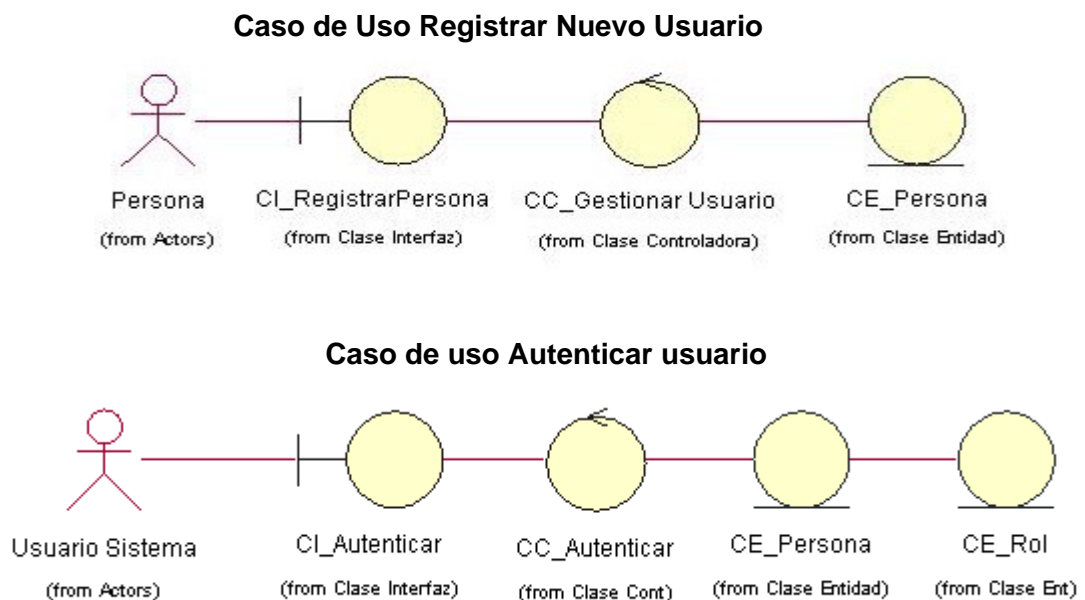 Caso de Uso Registrar Nuevo Usuario
Persona CI_RegistrarPersona CC_Gestionar Usuario CE_Persona
(from Actors) (from Clase Interfaz) (from Clase Controladora) (from Clase Entidad)
Caso de uso Autenticar usuario
Usuario Sistema CI_Autenticar CC_Autenticar CE_Persona CE_Rol
(from Actors) (from Clase Interfaz) (from Clase Cont) (from Clase Entidad) (from Clase Ent)